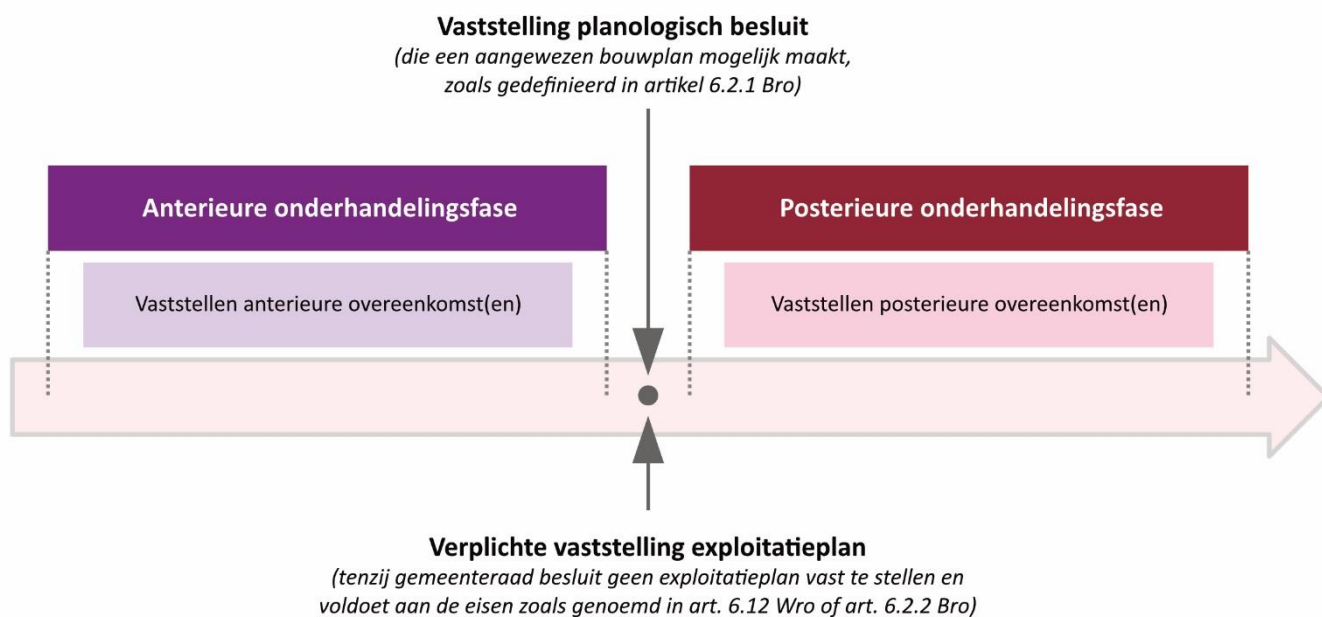 Vaststelling planologisch besluit
(die een aangewezen bouwplan mogelijk maakt,
zoals gedefinieerd in artikel 6.2.1 Bro)
Anterieure onderhandelingsfase
Posterieure onderhandelingsfase
Vaststellen anterieure overeenkomst(en)
Vaststellen posterieure overeenkomst(en)
Verplichte vaststelling exploitatieplan
(tenzij gemeenteraad besluit geen exploitatieplan vast te stellen en
voldoet aan de eisen zoals genoemd in art. 6.12 Wro of art. 6.2.2 Bro)